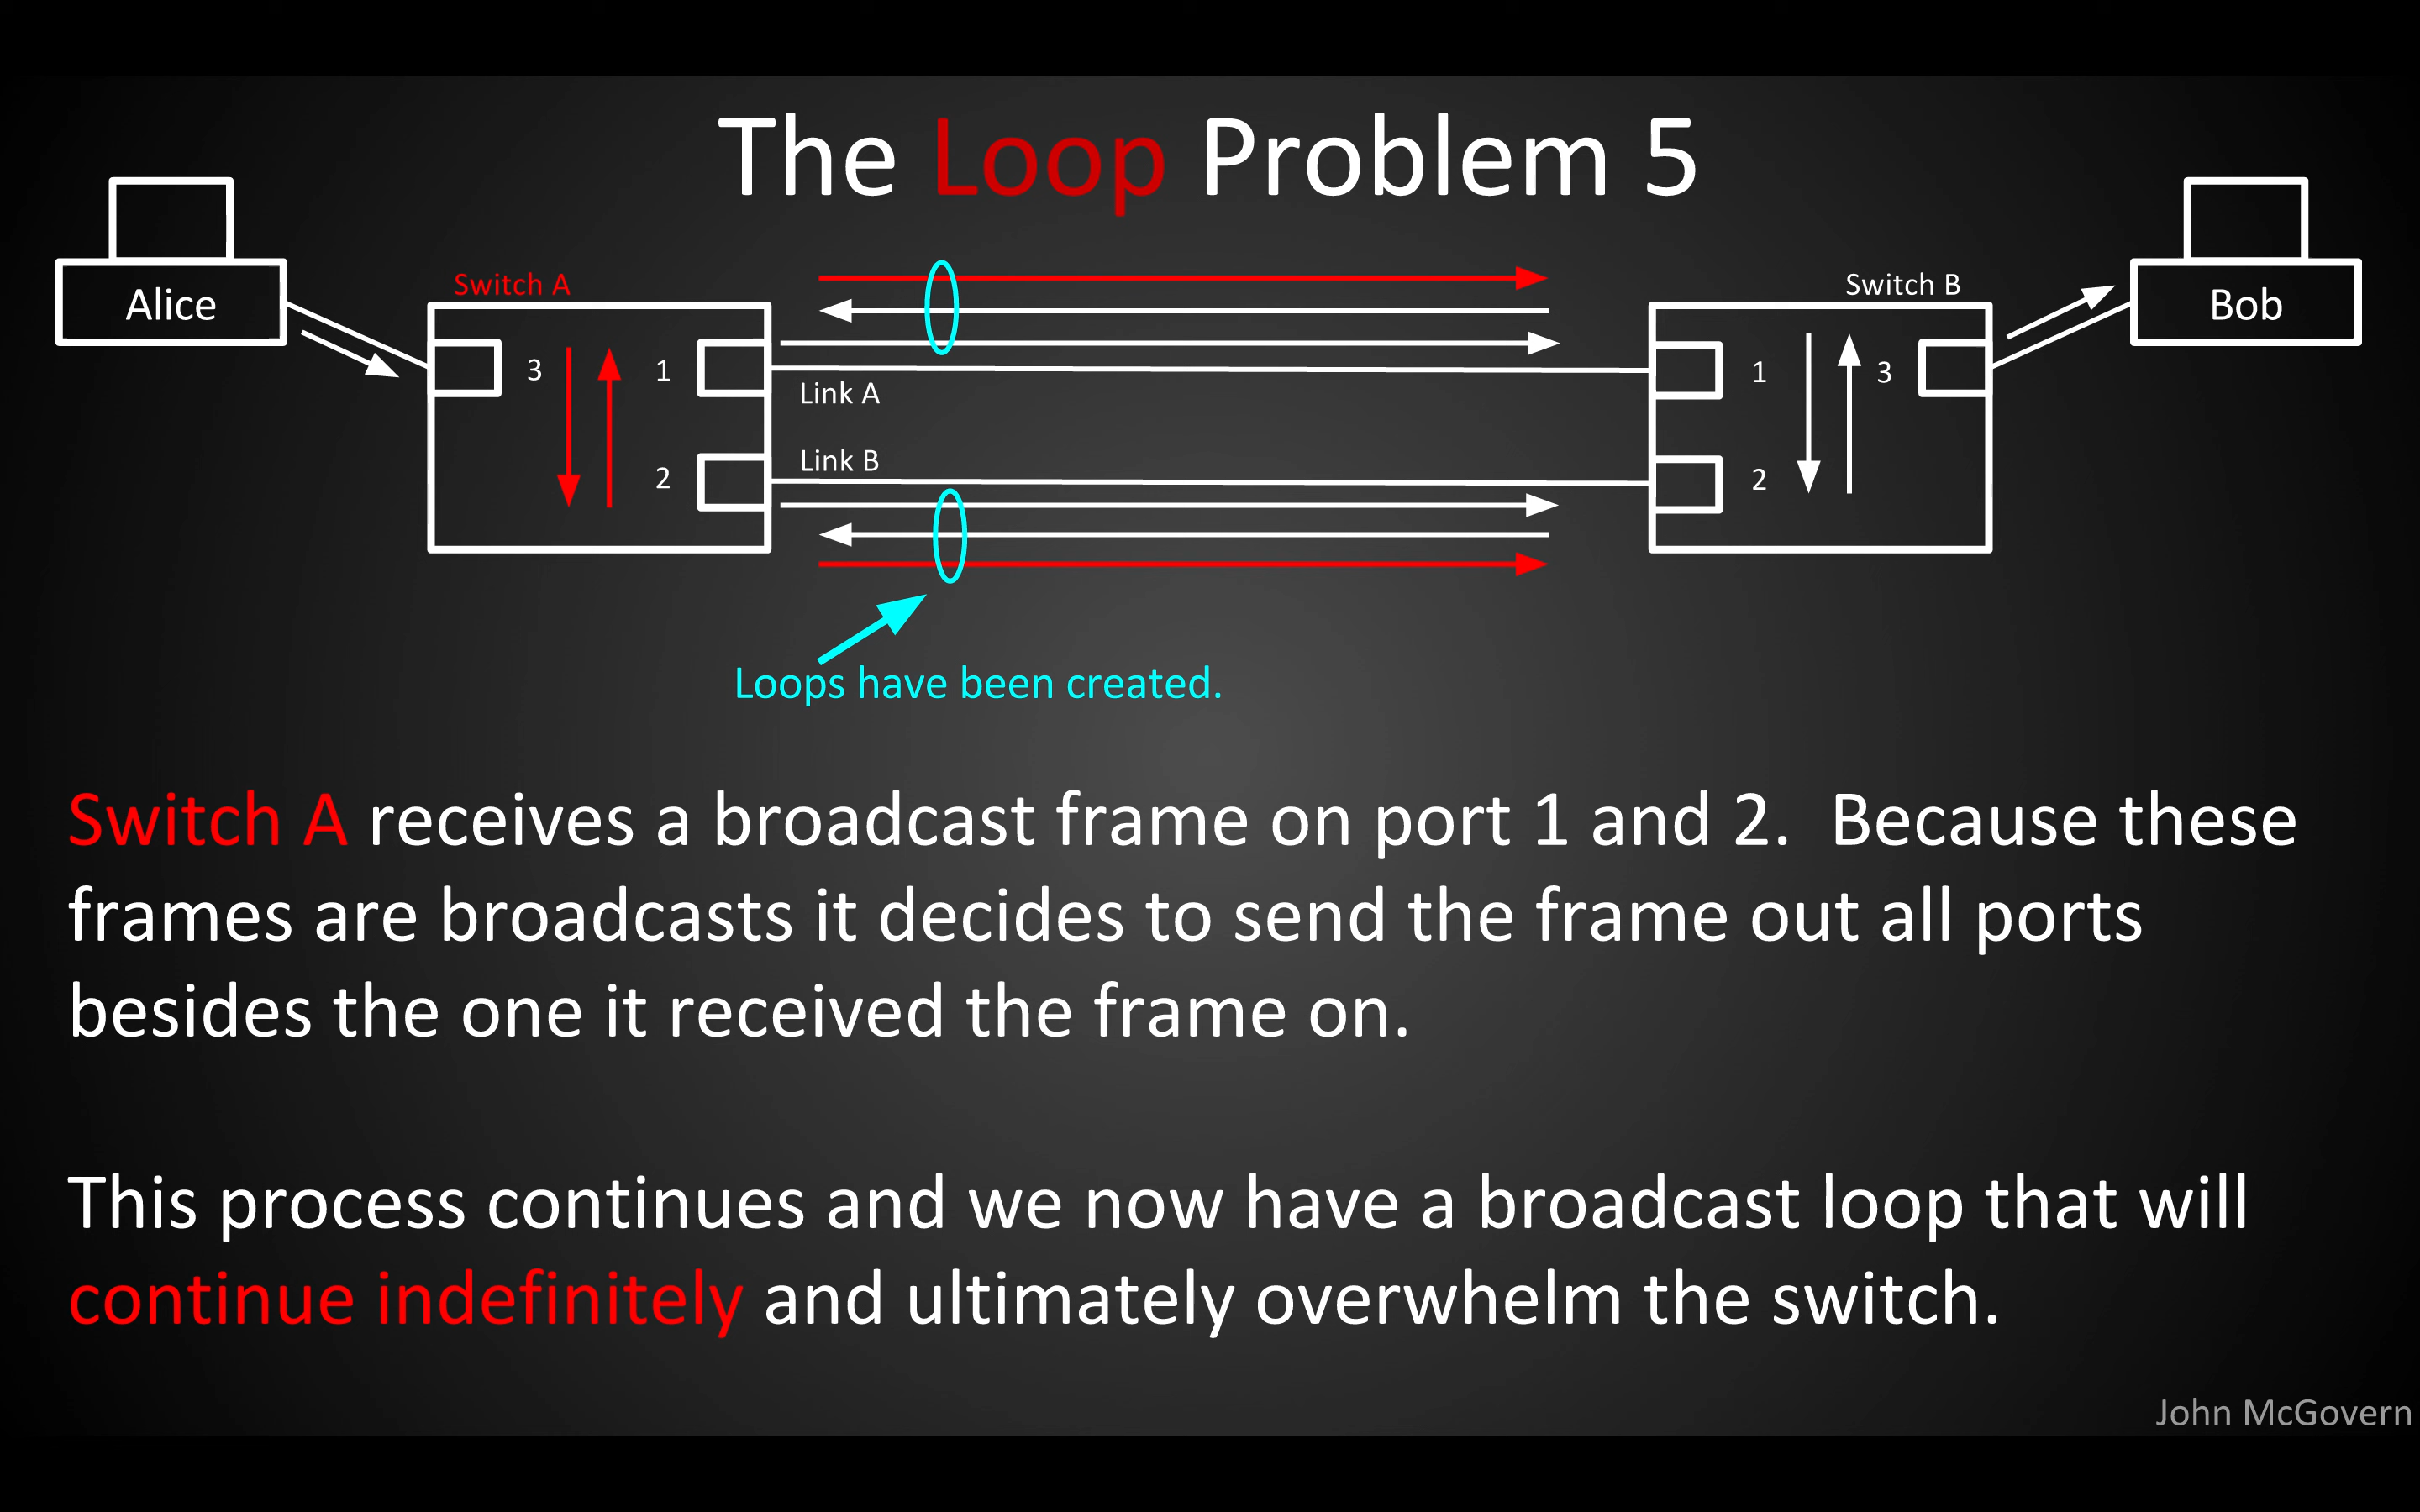 The Loop Problem 5
Alice
Switch A
Switch B
Bob
3
1
1
3
Link A
Link B
2
2
Loops have been created.
Switch A receives a broadcast frame on port 1 and 2.  Because these
frames are broadcasts it decides to send the frame out all ports
besides the one it received the frame on.
This process continues and we now have a broadcast loop that will
continue indefinitely and ultimately overwhelm the switch.
John McGovern